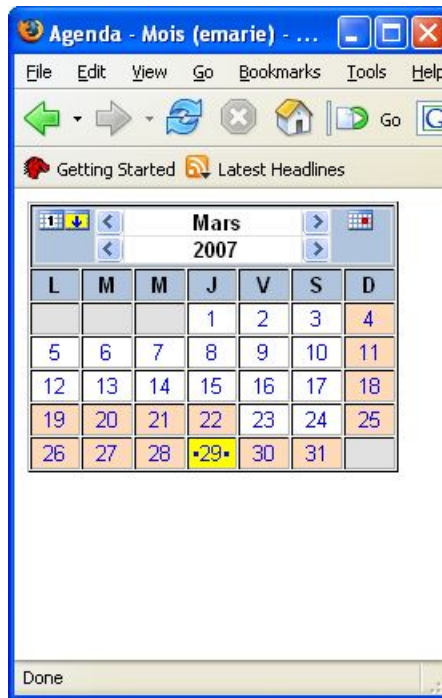 Agenda - Mois (emarie) - ...
File Edit View Go Bookmarks Tools Help
Go G
Getting Started Latest Headlines
1 < Mars >
< 2007 >
L M M J V S D
1 2 3 4
5 6 7 8 9 10 11
12 13 14 15 16 17 18
19 20 21 22 23 24 25
26 27 28 •29• 30 31
Done